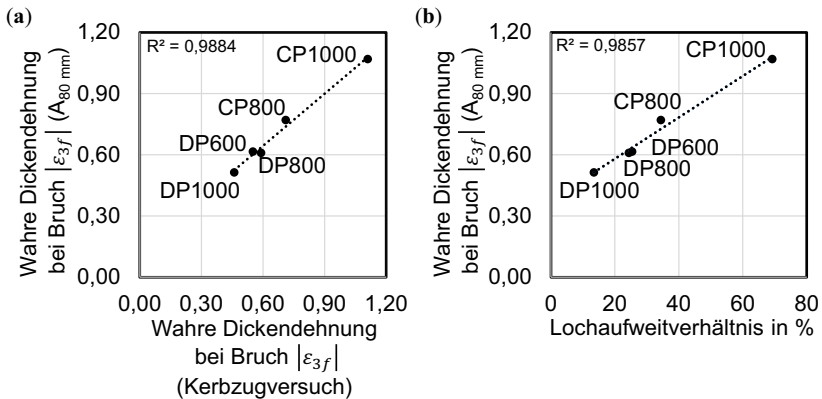 (a)
Wahre Dickendehnung
bei Bruch |ε3f| (A80 mm)
1,20
0,90
0,60
0,30
0,00
R² = 0,9884
CP1000
CP800
DP600
DP800
DP1000
0,00 0,30 0,60 0,90 1,20
Wahre Dickendehnung
bei Bruch |ε3f|
(Kerbzugversuch)
(b)
Wahre Dickendehnung
bei Bruch |ε3f| (A80 mm)
1,20
0,90
0,60
0,30
0,00
R² = 0,9857
CP1000
CP800
DP600
DP800
DP1000
0 20 40 60 80
Lochaufweitverhältnis in %